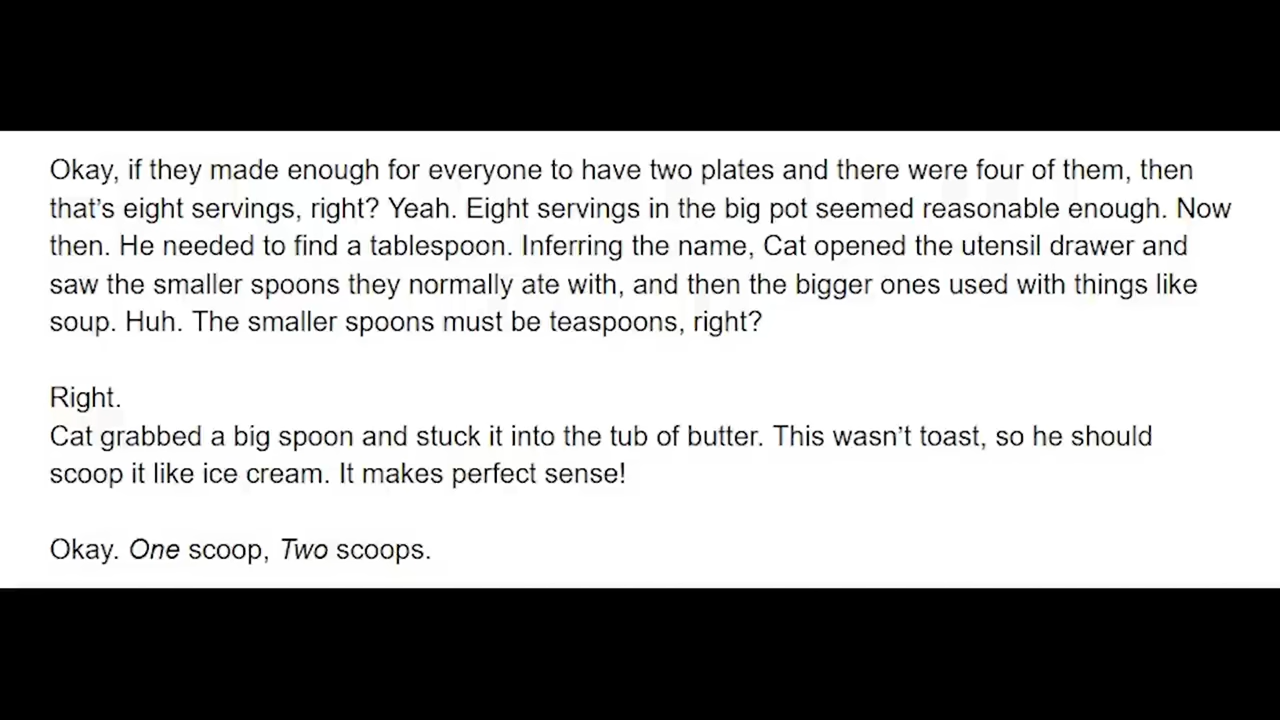 Okay, if they made enough for everyone to have two plates and there were four of them, then
that's eight servings, right? Yeah. Eight servings in the big pot seemed reasonable enough. Now
then. He needed to find a tablespoon. Inferring the name, Cat opened the utensil drawer and
saw the smaller spoons they normally ate with, and then the bigger ones used with things like
soup. Huh. The smaller spoons must be teaspoons, right?
Right.
Cat grabbed a big spoon and stuck it into the tub of butter. This wasn't toast, so he should
scoop it like ice cream. It makes perfect sense!
Okay. One scoop, Two scoops.